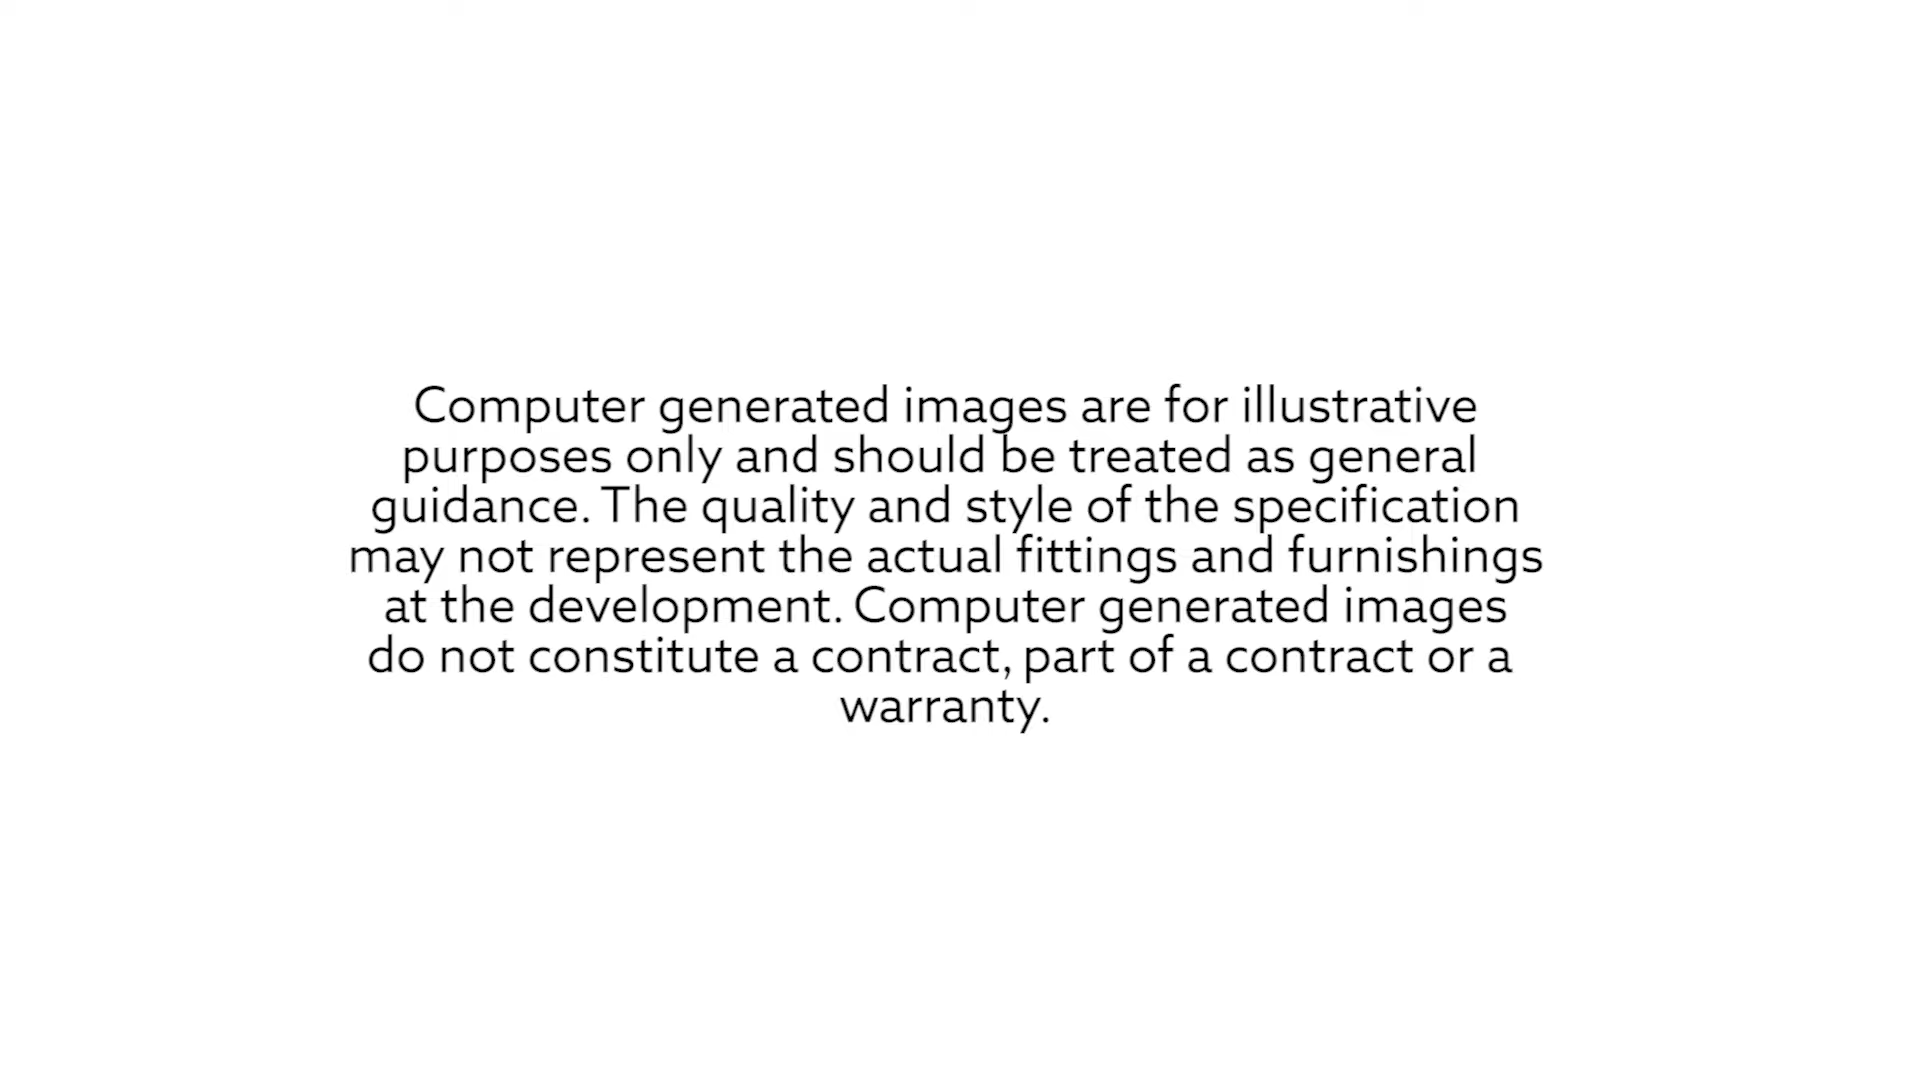 Computer generated images are for illustrative
purposes only and should be treated as general
guidance. The quality and style of the specification
may not represent the actual fittings and furnishings
at the development. Computer generated images
do not constitute a contract, part of a contract or a
warranty.